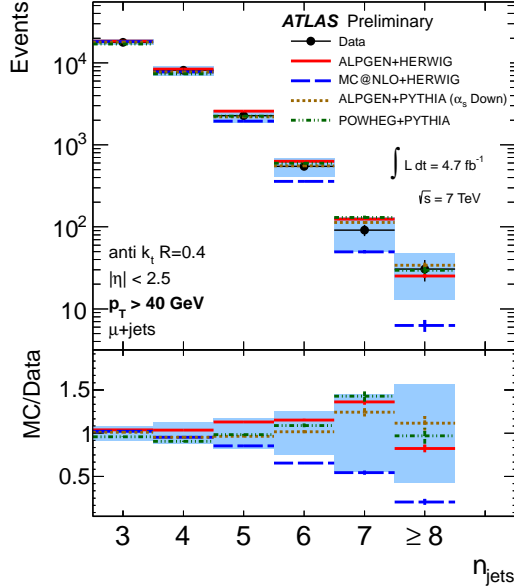 ATLAS Preliminary
Data
ALPGEN+HERWIG
MC@NLO+HERWIG
ALPGEN+PYTHIA (αs Down)
POWHEG+PYTHIA
∫ L dt = 4.7 fb⁻¹
√s = 7 TeV
anti kt R=0.4
|η| < 2.5
pT > 40 GeV
μ+jets
Events
10⁴
10³
10²
10
MC/Data
1.5
1
0.5
3 4 5 6 7 ≥ 8
njets